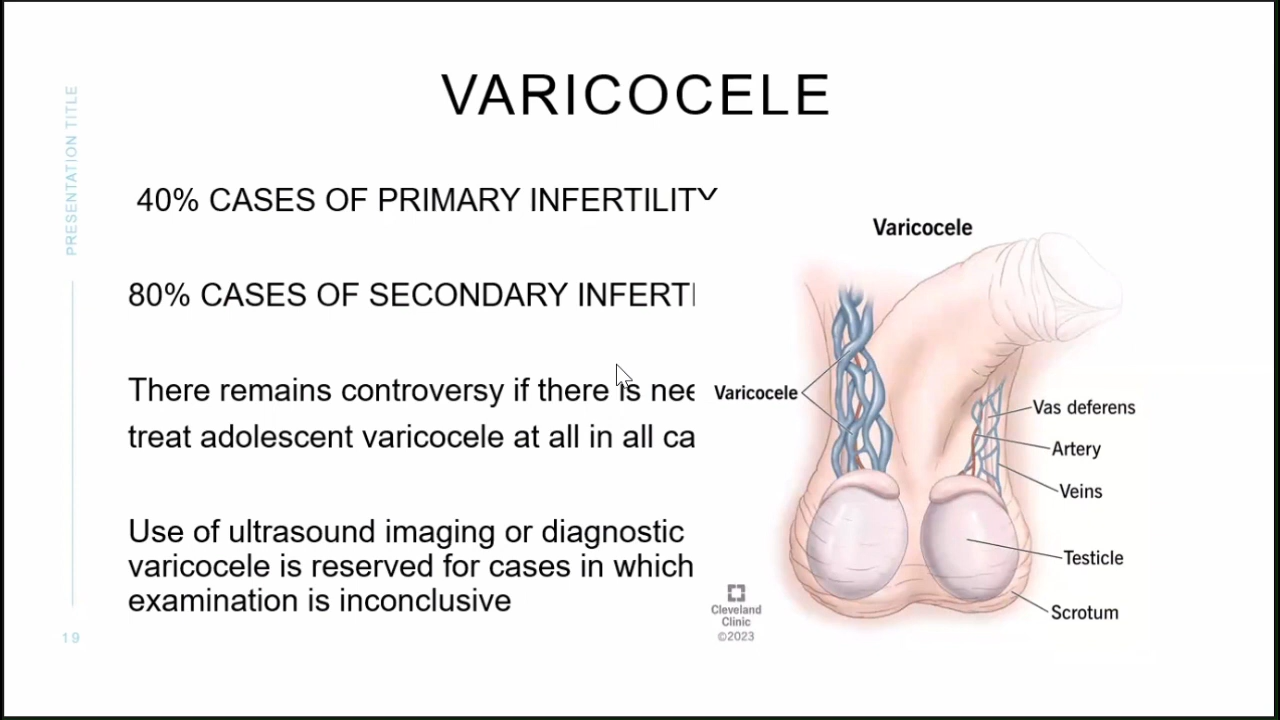 VARICOCELE
PRESENTATION TITLE
40% CASES OF PRIMARY INFERTILITY
80% CASES OF SECONDARY INFERTI
There remains controversy if there is nee
treat adolescent varicocele at all in all ca
Use of ultrasound imaging or diagnostic
varicocele is reserved for cases in which
examination is inconclusive
19
Varicocele
Varicocele
Vas deferens
Artery
Veins
Testicle
Scrotum
Cleveland
Clinic
©2023